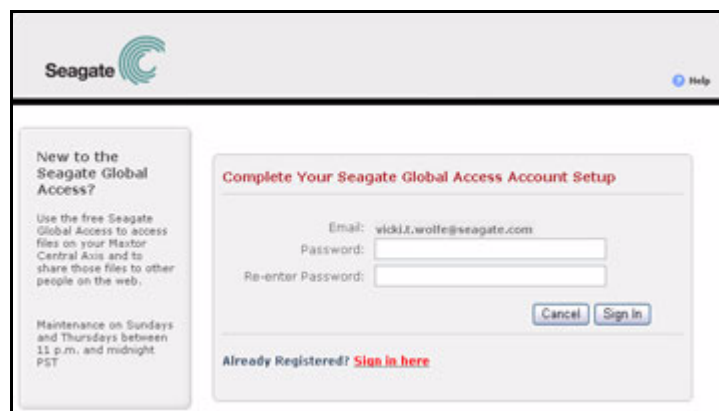 Seagate
Help
New to the
Seagate Global
Access?
Use the free Seagate
Global Access to access
files on your Maxtor
Central Axis and to
share those files to other
people on the web.
Maintenance on Sundays
and Thursdays between
11 p.m. and midnight
PST
Complete Your Seagate Global Access Account Setup
Email: vicki.t.wolfe@seagate.com
Password:
Re-enter Password:
Cancel Sign In
Already Registered? Sign in here